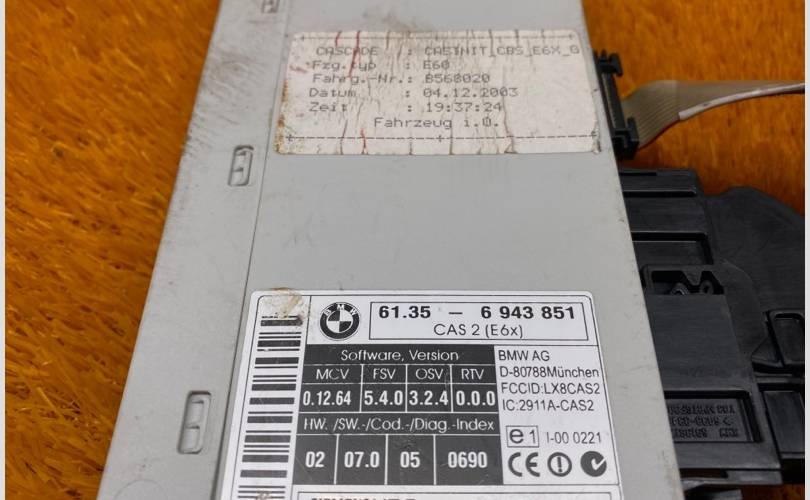 CASCADE : CASINIT_CBS_E6X_G
Fzg.typ : E60
Fahrg.-Nr.: B568020
Datum : 04.12.2003
Zeit : 19:37:24
Fahrzeug i.O.
BMW
61.35 – 6 943 851
CAS 2 (E6x)
Software, Version
MCV FSV OSV RTV
0.12.64 5.4.0 3.2.4 0.0.0
HW. /SW.-/Cod.-/Diag.-Index
02 07.0 05 0690
BMW AG
D-80788München
FCCID:LX8CAS2
IC:2911A-CAS2
e1 I-00 0221
CE